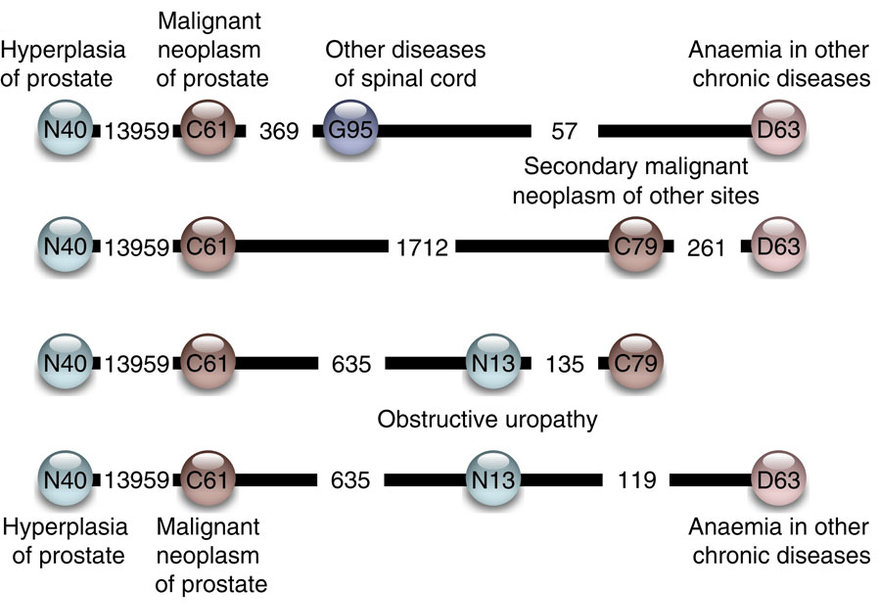 Hyperplasia
of prostate
Malignant
neoplasm
of prostate
Other diseases
of spinal cord
Anaemia in other
chronic diseases
N40 13959 C61 369 G95 57 D63
Secondary malignant
neoplasm of other sites
N40 13959 C61 1712 C79 261 D63
N40 13959 C61 635 N13 135 C79
Obstructive uropathy
N40 13959 C61 635 N13 119 D63
Hyperplasia
of prostate
Malignant
neoplasm
of prostate
Anaemia in other
chronic diseases